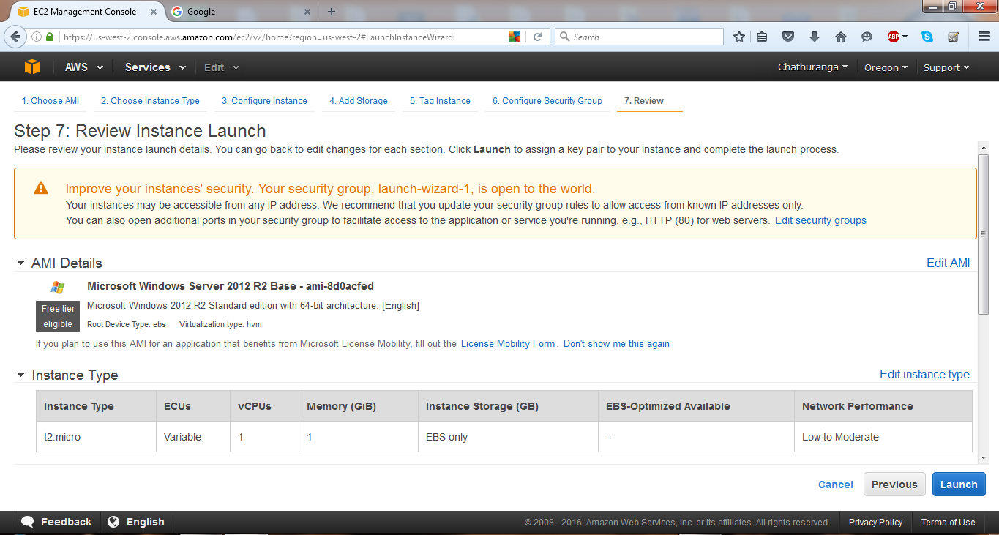 EC2 Management Console
Google
https://us-west-2.console.aws.amazon.com/ec2/v2/home?region=us-west-2#LaunchInstanceWizard:
Search
ABP
AWS Services Edit
Chathuranga Oregon Support
1. Choose AMI 2. Choose Instance Type 3. Configure Instance 4. Add Storage 5. Tag Instance 6. Configure Security Group 7. Review
Step 7: Review Instance Launch
Please review your instance launch details. You can go back to edit changes for each section. Click Launch to assign a key pair to your instance and complete the launch process.
Improve your instances' security. Your security group, launch-wizard-1, is open to the world.
Your instances may be accessible from any IP address. We recommend that you update your security group rules to allow access from known IP addresses only.
You can also open additional ports in your security group to facilitate access to the application or service you're running, e.g., HTTP (80) for web servers. Edit security groups
AMI Details Edit AMI
Microsoft Windows Server 2012 R2 Base - ami-8d0acfed
Free tier eligible
Microsoft Windows 2012 R2 Standard edition with 64-bit architecture. [English]
Root Device Type: ebs Virtualization type: hvm
If you plan to use this AMI for an application that benefits from Microsoft License Mobility, fill out the License Mobility Form. Don't show me this again
Instance Type Edit instance type
Instance Type ECUs vCPUs Memory (GiB) Instance Storage (GB) EBS-Optimized Available Network Performance
t2.micro Variable 1 1 EBS only - Low to Moderate
Cancel Previous Launch
Feedback English
© 2008 - 2016, Amazon Web Services, Inc. or its affiliates. All rights reserved. Privacy Policy Terms of Use